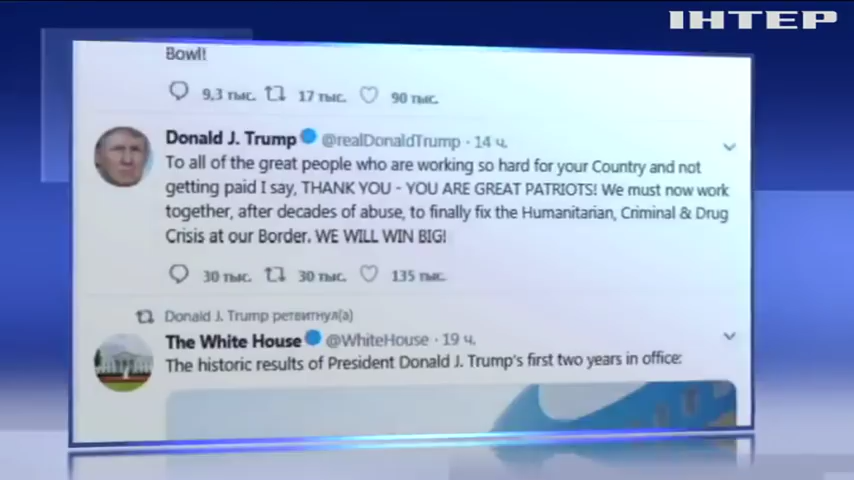 ІНТЕР
Bowl!
9,3 тыс. 17 тыс. 90 тыс.
Donald J. Trump @realDonaldTrump · 14 ч.
To all of the great people who are working so hard for your Country and not
getting paid I say, THANK YOU - YOU ARE GREAT PATRIOTS! We must now work
together, after decades of abuse, to finally fix the Humanitarian, Criminal & Drug
Crisis at our Border. WE WILL WIN BIG!
30 тыс. 30 тыс. 135 тыс.
Donald J. Trump ретвитнул(а)
The White House @WhiteHouse · 19 ч.
The historic results of President Donald J. Trump's first two years in office: